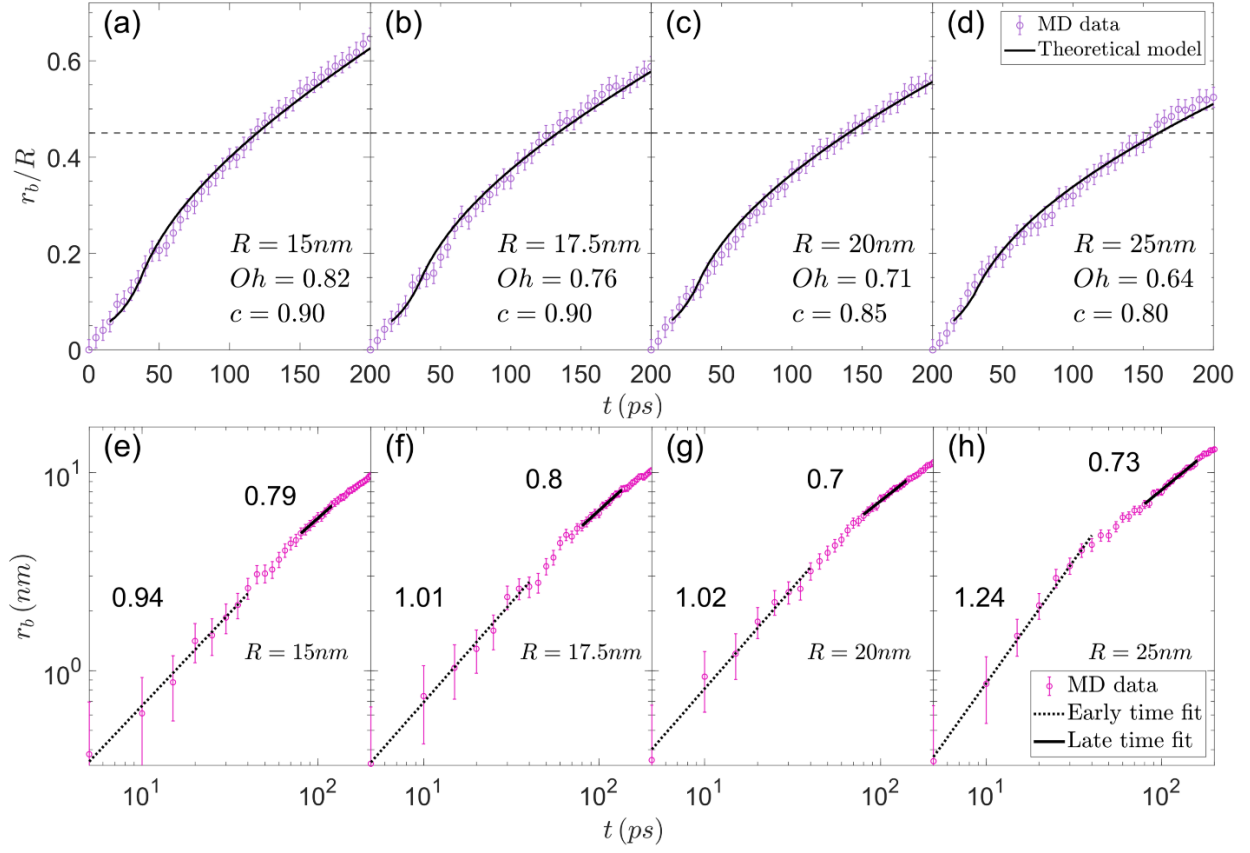 (a)
(b)
(c)
(d)
MD data
Theoretical model
r_b/R
0.6
0.4
0.2
0
R = 15nm
Oh = 0.82
c = 0.90
R = 17.5nm
Oh = 0.76
c = 0.90
R = 20nm
Oh = 0.71
c = 0.85
R = 25nm
Oh = 0.64
c = 0.80
0 50 100 150 200 50 100 150 200 50 100 150 200 50 100 150 200
t (ps)
(e)
(f)
(g)
(h)
r_b (nm)
10^1
10^0
0.79
0.94
R = 15nm
0.8
1.01
R = 17.5nm
0.7
1.02
R = 20nm
0.73
1.24
R = 25nm
MD data
Early time fit
Late time fit
10^1 10^2 10^1 10^2 10^1 10^2 10^1 10^2
t (ps)